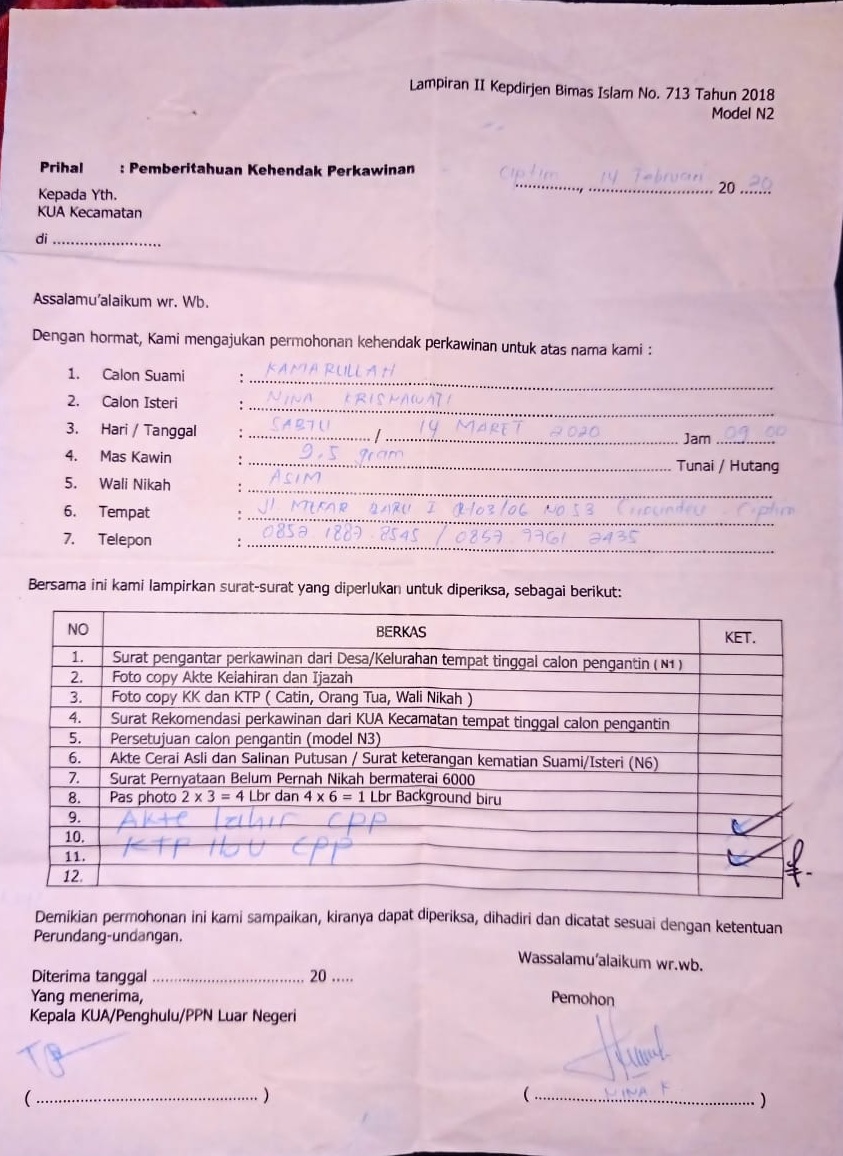 Lampiran II Kepdirjen Bimas Islam No. 713 Tahun 2018
Model N2
Prihal : Pemberitahuan Kehendak Perkawinan
Ciptim, 14 Februari 2020
Kepada Yth.
KUA Kecamatan
di ........................
Assalamu'alaikum wr. Wb.
Dengan hormat, Kami mengajukan permohonan kehendak perkawinan untuk atas nama kami :
1. Calon Suami : KAMARULLAH
2. Calon Isteri : NINA KRISMAWATI
3. Hari / Tanggal : SABTU / 14 MARET 2020 Jam 09.00
4. Mas Kawin : 9.5 gram Tunai / Hutang
5. Wali Nikah : ASIM
6. Tempat : Jl. BARU I 03/06 NO 53 Cirendeu - Ciptim
7. Telepon : 0852 1887 8545 / 0857 9761 2435
Bersama ini kami lampirkan surat-surat yang diperlukan untuk diperiksa, sebagai berikut:
NO BERKAS KET.
1. Surat pengantar perkawinan dari Desa/Kelurahan tempat tinggal calon pengantin ( N1 )
2. Foto copy Akte Kelahiran dan Ijazah
3. Foto copy KK dan KTP ( Catin, Orang Tua, Wali Nikah )
4. Surat Rekomendasi perkawinan dari KUA Kecamatan tempat tinggal calon pengantin
5. Persetujuan calon pengantin (model N3)
6. Akte Cerai Asli dan Salinan Putusan / Surat keterangan kematian Suami/Isteri (N6)
7. Surat Pernyataan Belum Pernah Nikah bermaterai 6000
8. Pas photo 2 x 3 = 4 Lbr dan 4 x 6 = 1 Lbr Background biru
9. Akte lahir CPP
10.
11. KTP Ibu CPP
12.
Demikian permohonan ini kami sampaikan, kiranya dapat diperiksa, dihadiri dan dicatat sesuai dengan ketentuan
Perundang-undangan.
Wassalamu'alaikum wr.wb.
Diterima tanggal ................................... 20 .....
Yang menerima,
Pemohon
Kepala KUA/Penghulu/PPN Luar Negeri
NINA K
( ................................................ ) ( ................................................ )